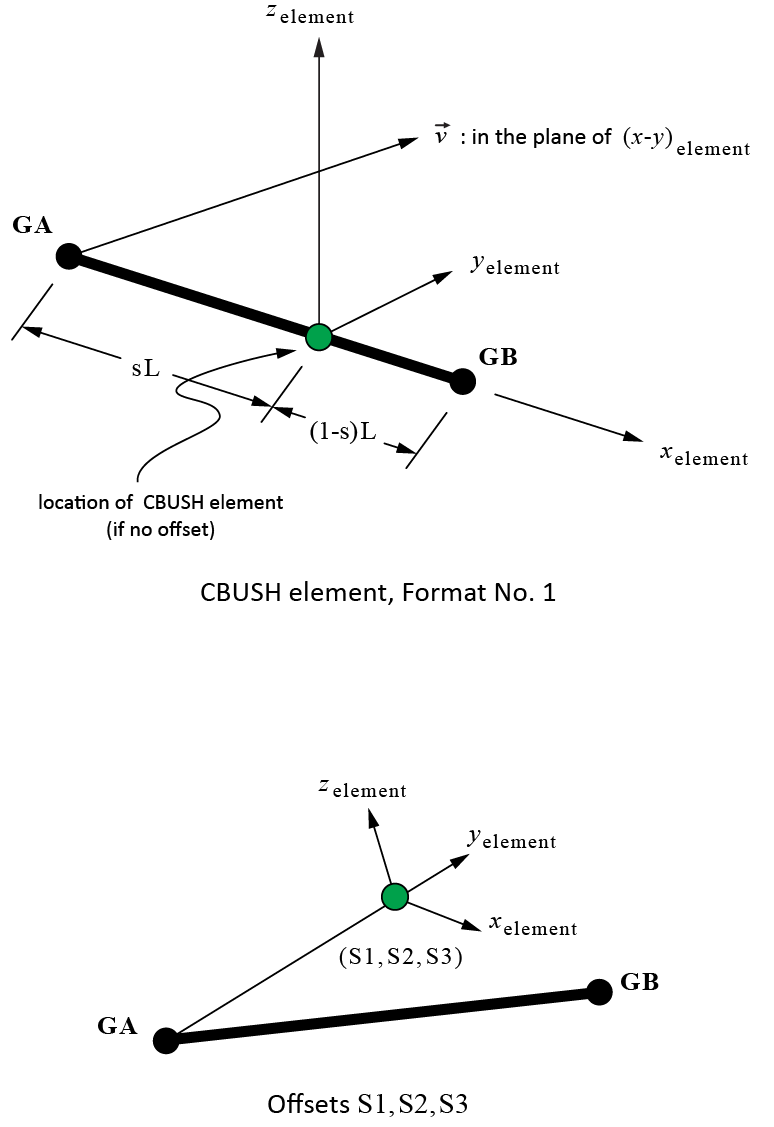 z element
v⃗ : in the plane of (x-y) element
GA
y element
sL
GB
(1-s)L
x element
location of CBUSH element
(if no offset)
CBUSH element, Format No. 1
z element
y element
x element
(S1,S2,S3)
GB
GA
Offsets S1,S2,S3